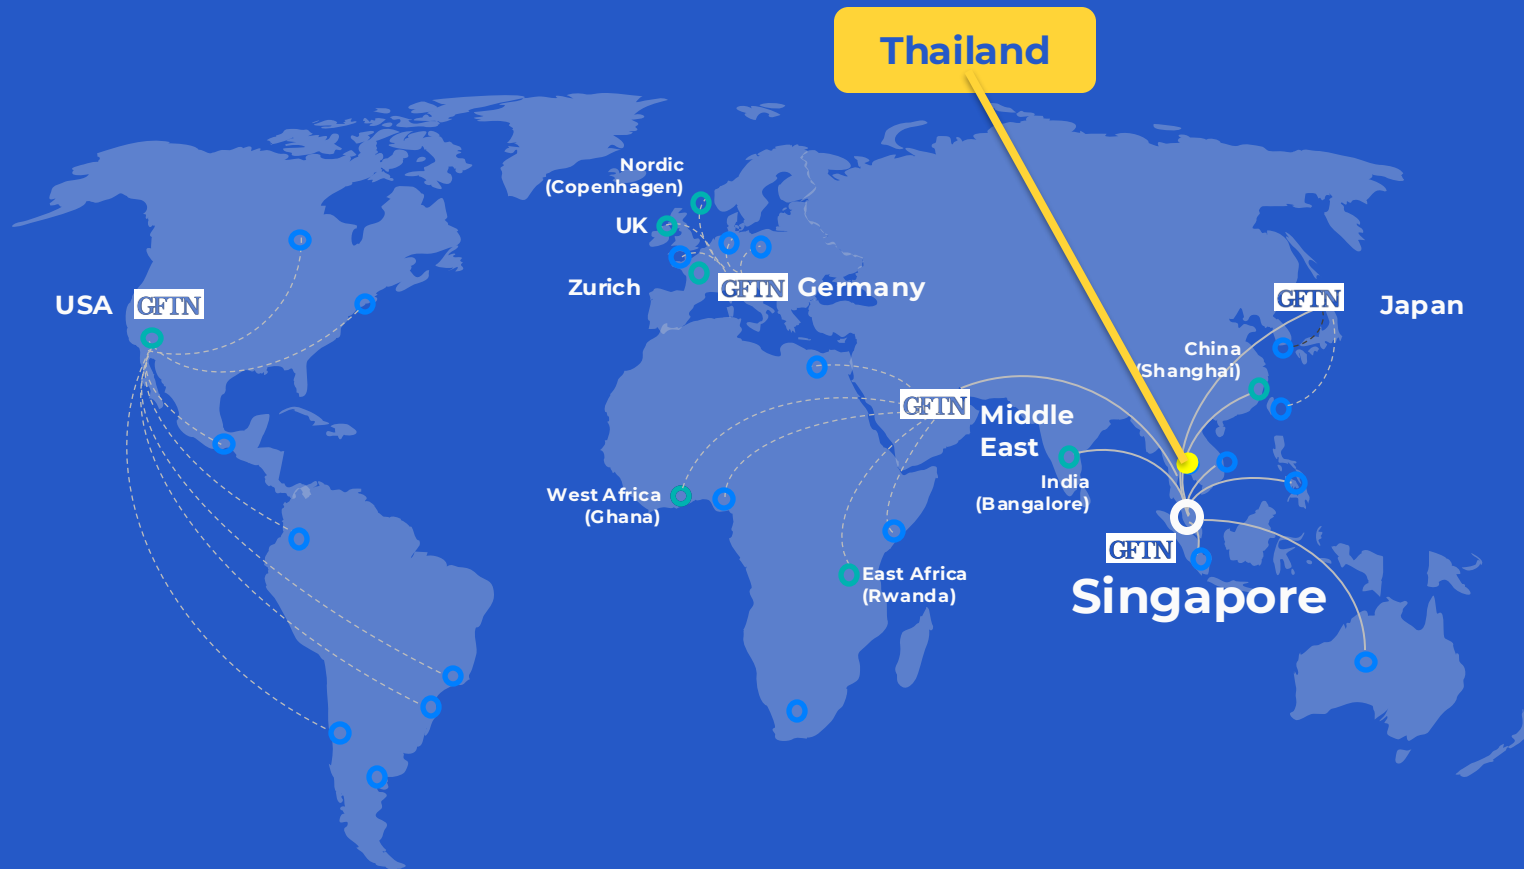 Thailand
Nordic
(Copenhagen)
UK
Zurich
GFTN
Germany
USA
GFTN
GFTN
Japan
China
(Shanghai)
GFTN
Middle
East
India
(Bangalore)
West Africa
(Ghana)
GFTN
East Africa
(Rwanda)
Singapore